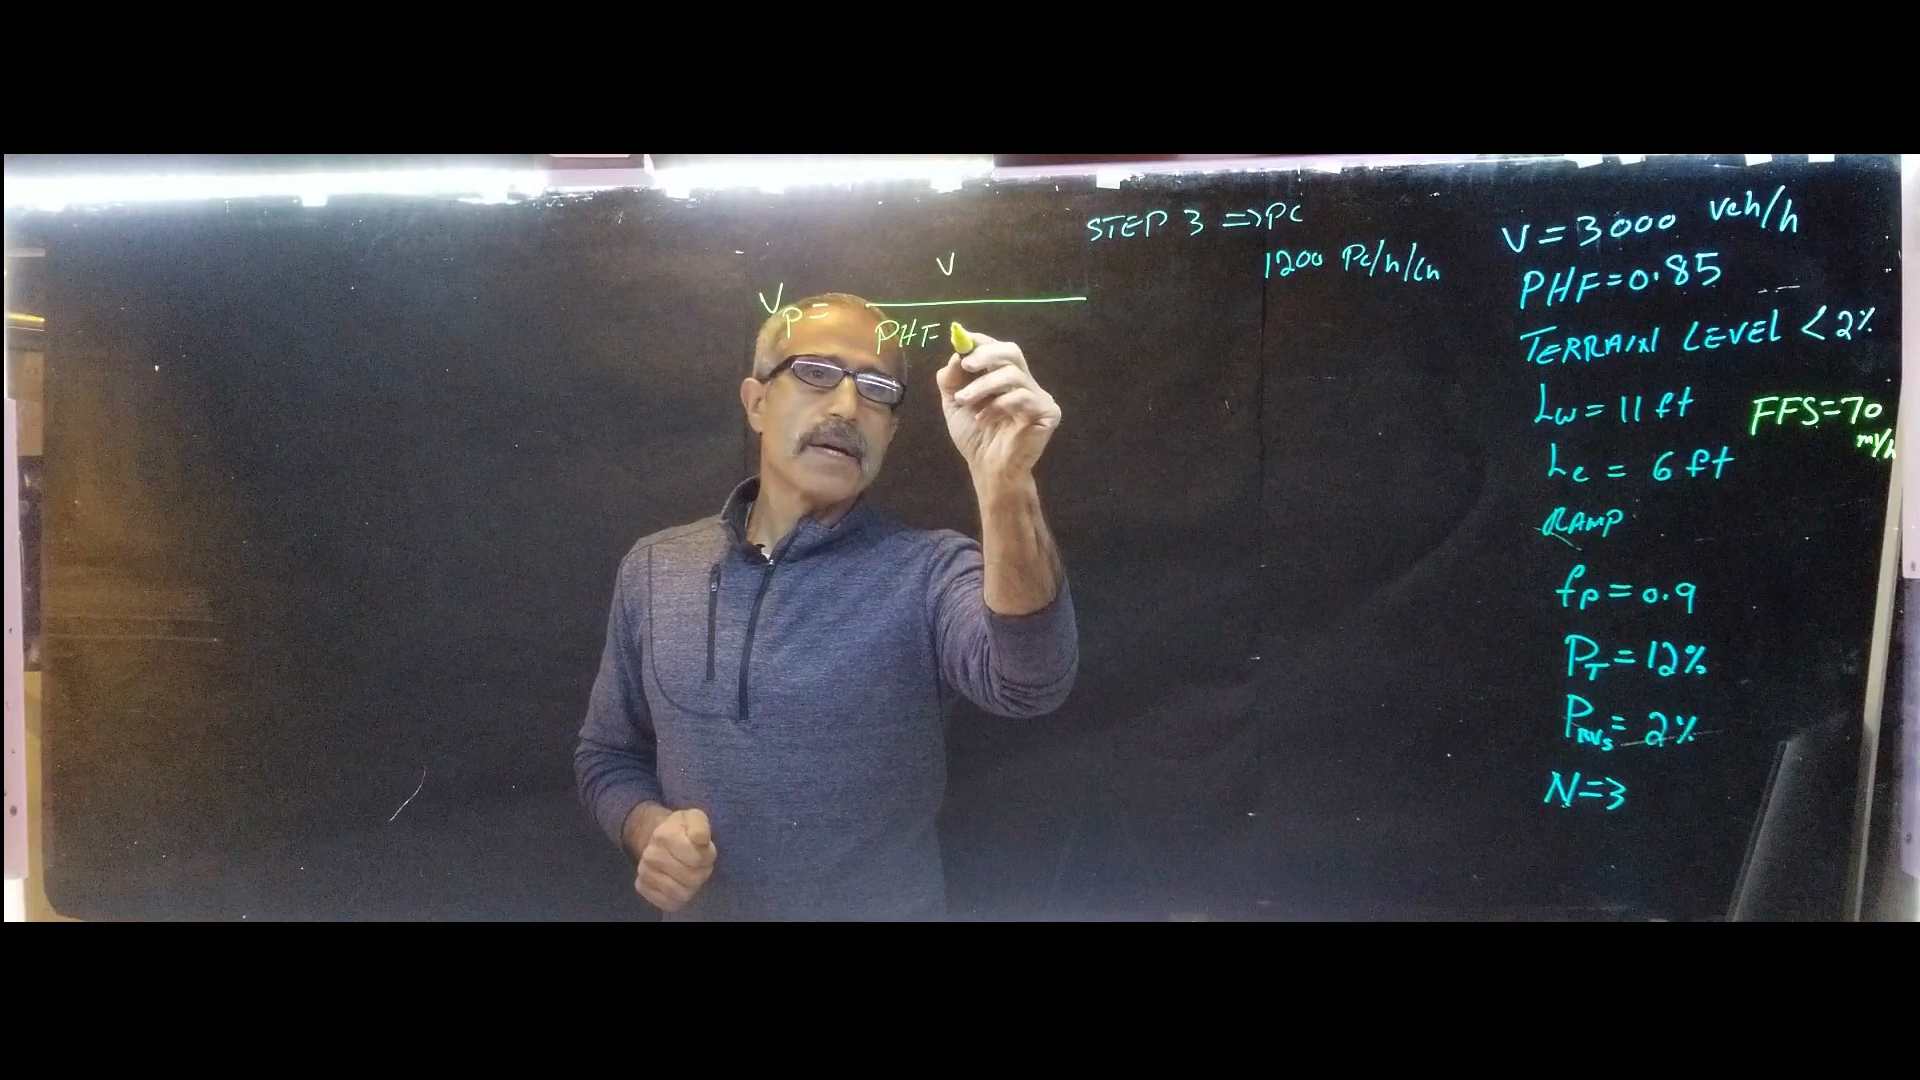 STEP 3 => PC
1200 Pc/h/Ln
V
Vp =
PHF
V = 3000 veh/h
PHF = 0.85
TERRAIN LEVEL < 2%
Lw = 11 ft
FFS = 70 mi/h
Lc = 6 ft
RAMP
fp = 0.9
PT = 12%
PRVs = 2%
N = 3